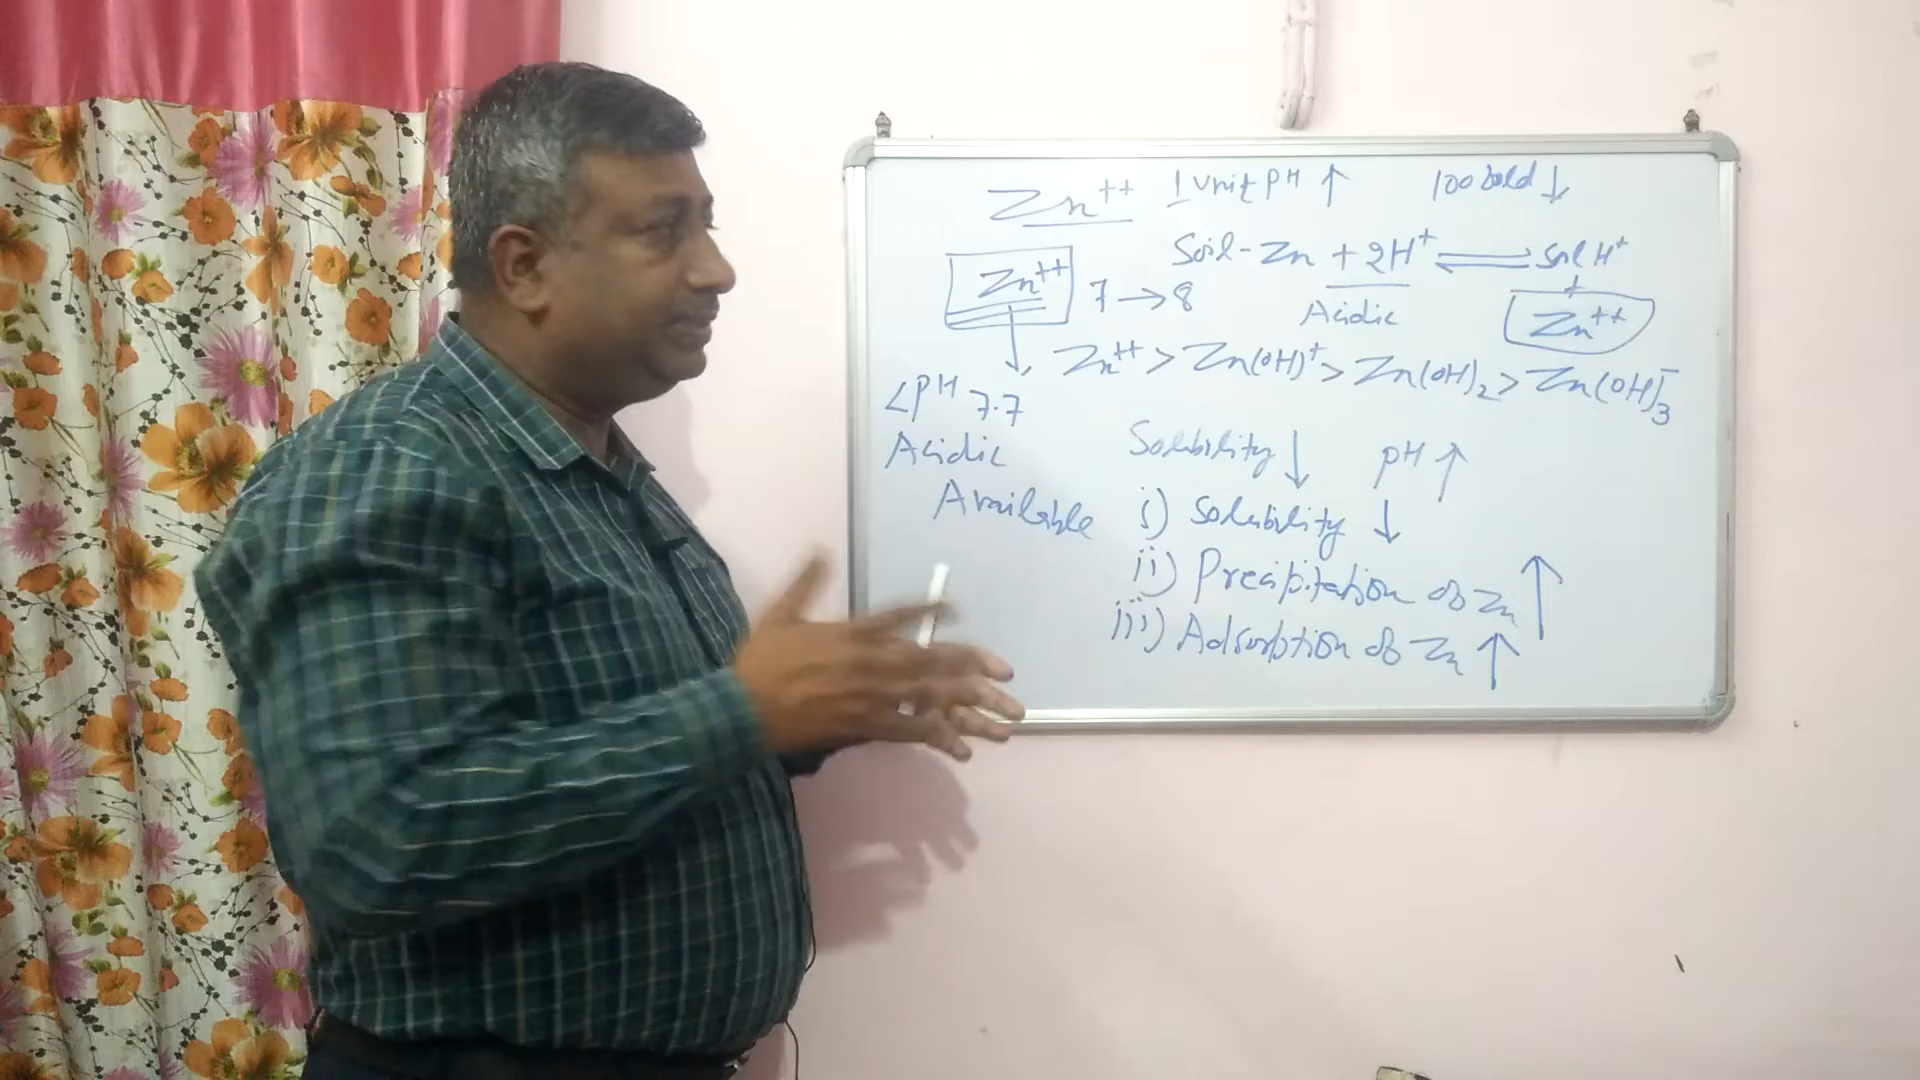 Zn++ 1 Unit PH ↑ 100 bold ↓
Soil-Zn + 2H+ ⇌ Soil H+
+
Zn++ 7 → 8 Acidic Zn++
Zn++ > Zn(OH)+ > Zn(OH)2 > Zn(OH)3-
<PH 7.7
Acidic
Available
Solubility ↓ pH ↑
i) Solubility ↓
ii) Precipitation of Zn ↑
iii) Adsorption of Zn ↑